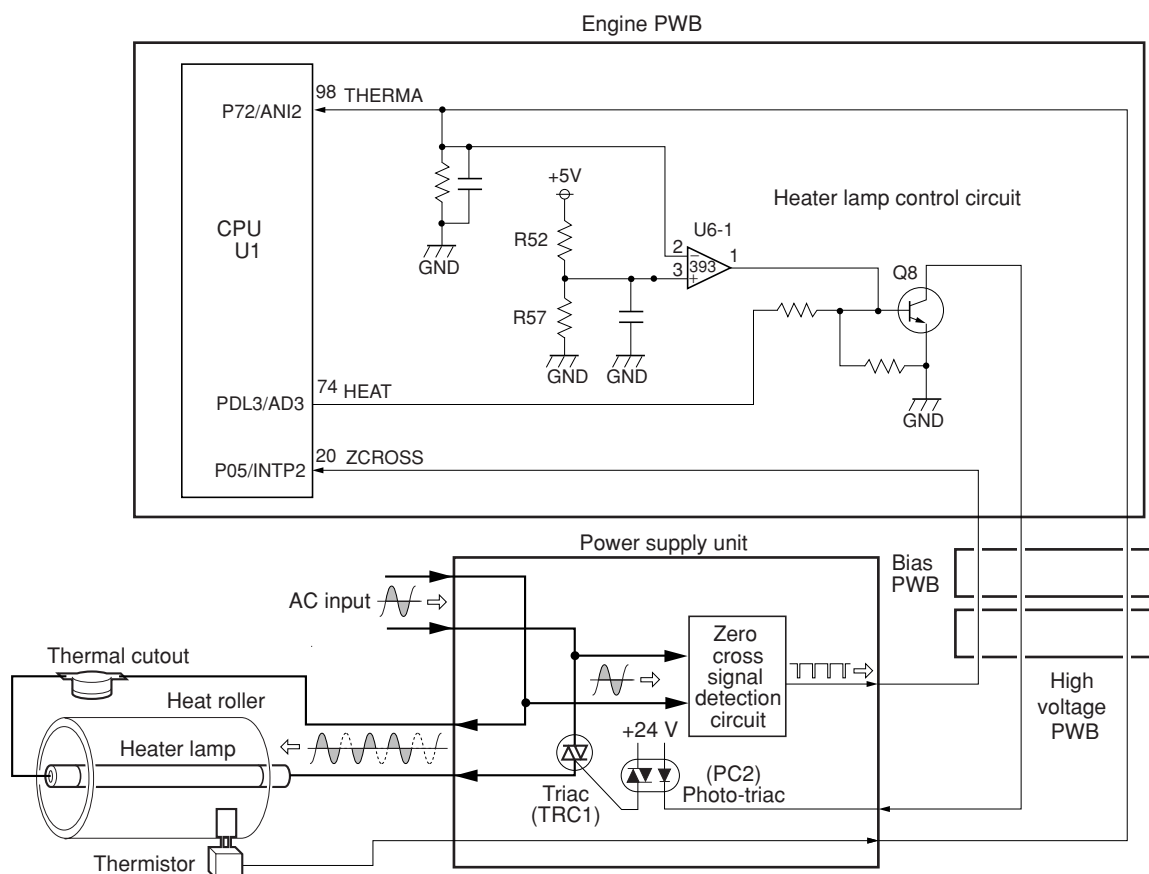 Engine PWB
98 THERMA
P72/ANI2
+5V
Heater lamp control circuit
CPU
U1
U6-1
R52
2
393
1
3
GND
Q8
R57
GND
GND
74 HEAT
PDL3/AD3
GND
20 ZCROSS
P05/INTP2
Power supply unit
Bias
PWB
AC input
Zero
cross
signal
detection
circuit
Thermal cutout
Heat roller
High
voltage
PWB
Heater lamp
+24 V
(PC2)
Photo-triac
Triac
(TRC1)
Thermistor